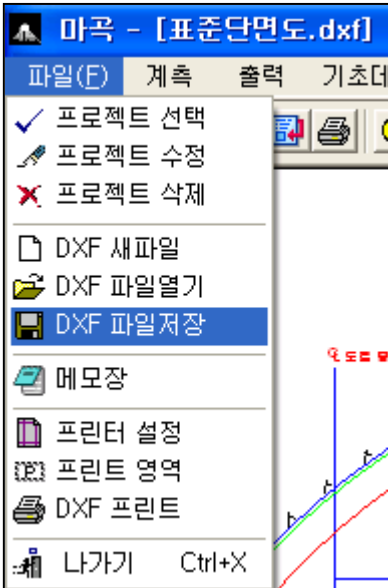 마곡 - [표준단면도.dxf]
파일(F) 계측 출력 기초데
프로젝트 선택
프로젝트 수정
프로젝트 삭제
DXF 새파일
DXF 파일열기
DXF 파일저장
메모장
프린터 설정
프린트 영역
DXF 프린트
나가기 Ctrl+X